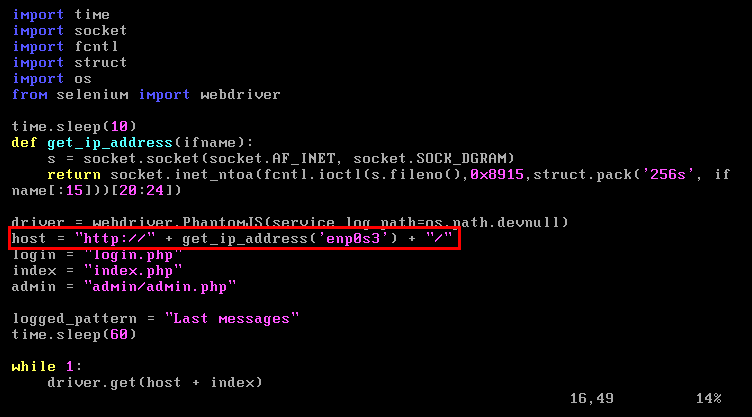 import time
import socket
import fcntl
import struct
import os
from selenium import webdriver
time.sleep(10)
def get_ip_address(ifname):
    s = socket.socket(socket.AF_INET, socket.SOCK_DGRAM)
    return socket.inet_ntoa(fcntl.ioctl(s.fileno(),0x8915,struct.pack('256s', if
name[:15]))[20:24])
driver = webdriver.PhantomJS(service_log_path=os.path.devnull)
host = "http://" + get_ip_address('enp0s3') + "/"
login = "login.php"
index = "index.php"
admin = "admin/admin.php"
logged_pattern = "Last messages"
time.sleep(60)
while 1:
    driver.get(host + index)
16,49 14%